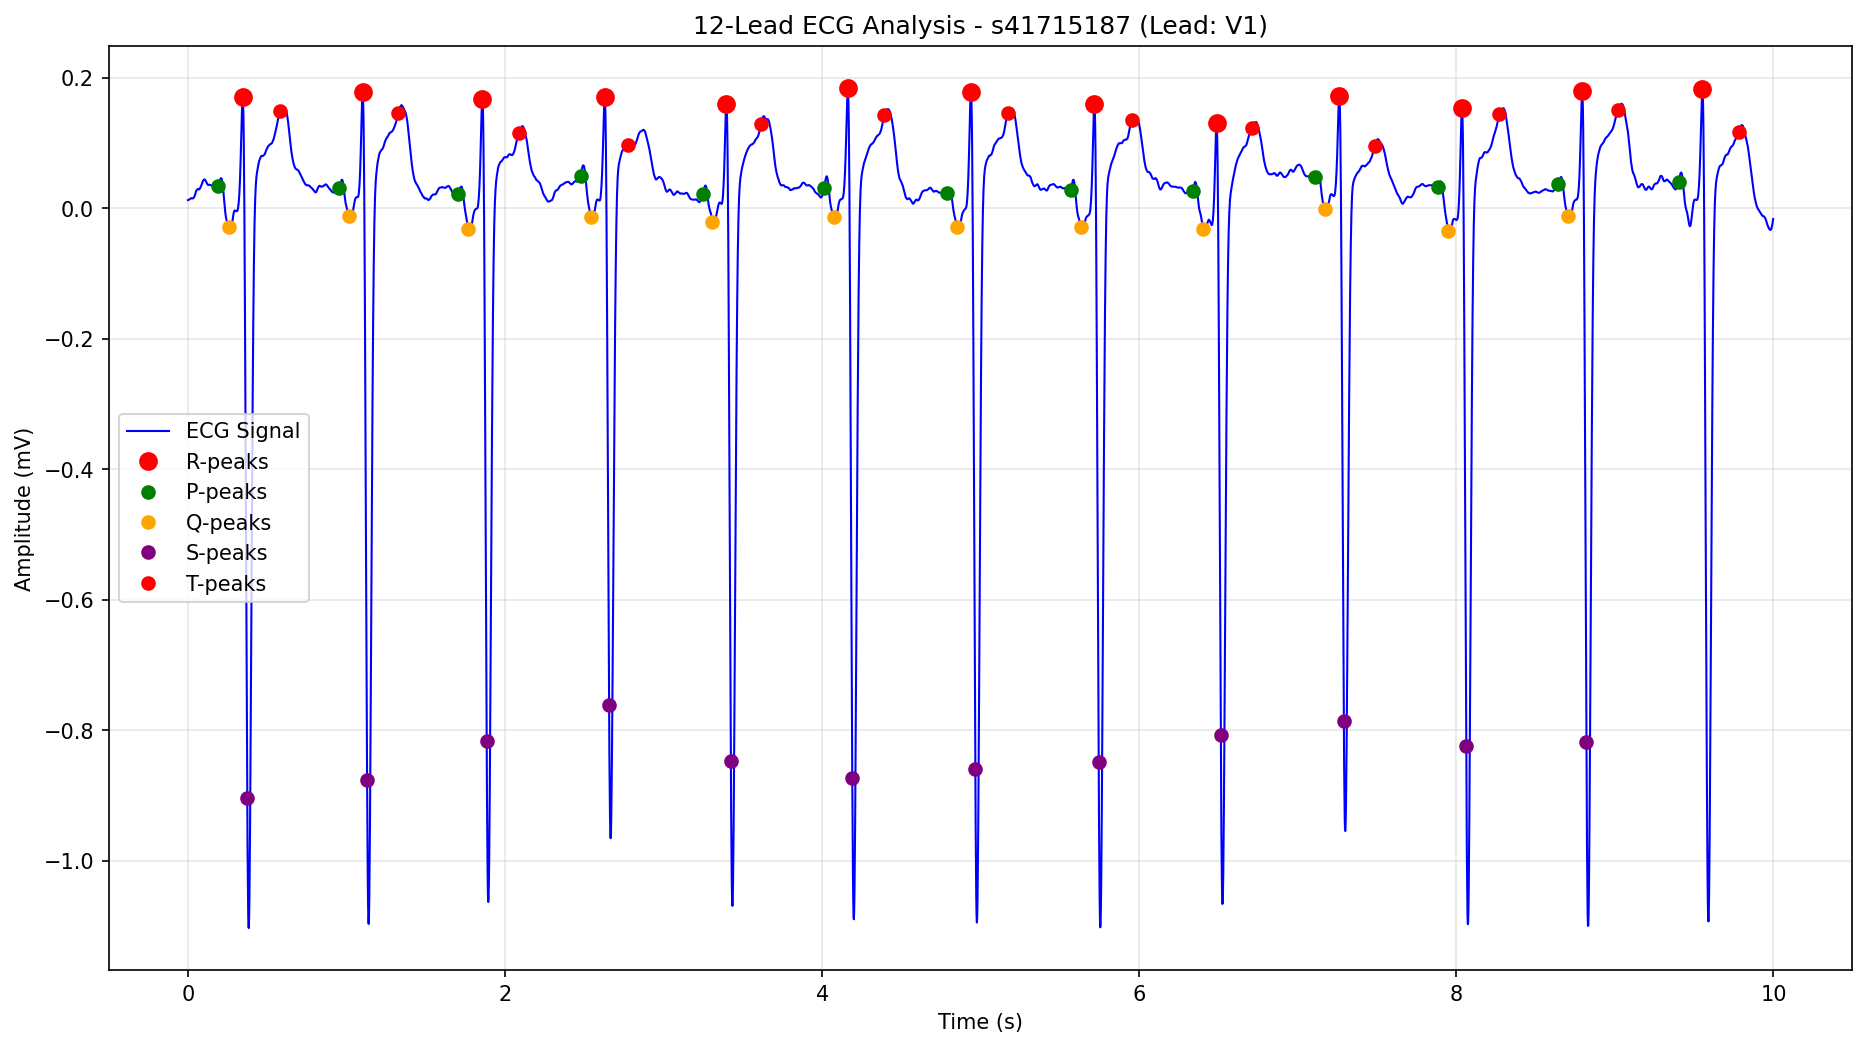 12-Lead ECG Analysis - s41715187 (Lead: V1)
0.2
0.0
−0.2
−0.4
−0.6
−0.8
−1.0
Amplitude (mV)
ECG Signal
R-peaks
P-peaks
Q-peaks
S-peaks
T-peaks
0 2 4 6 8 10
Time (s)